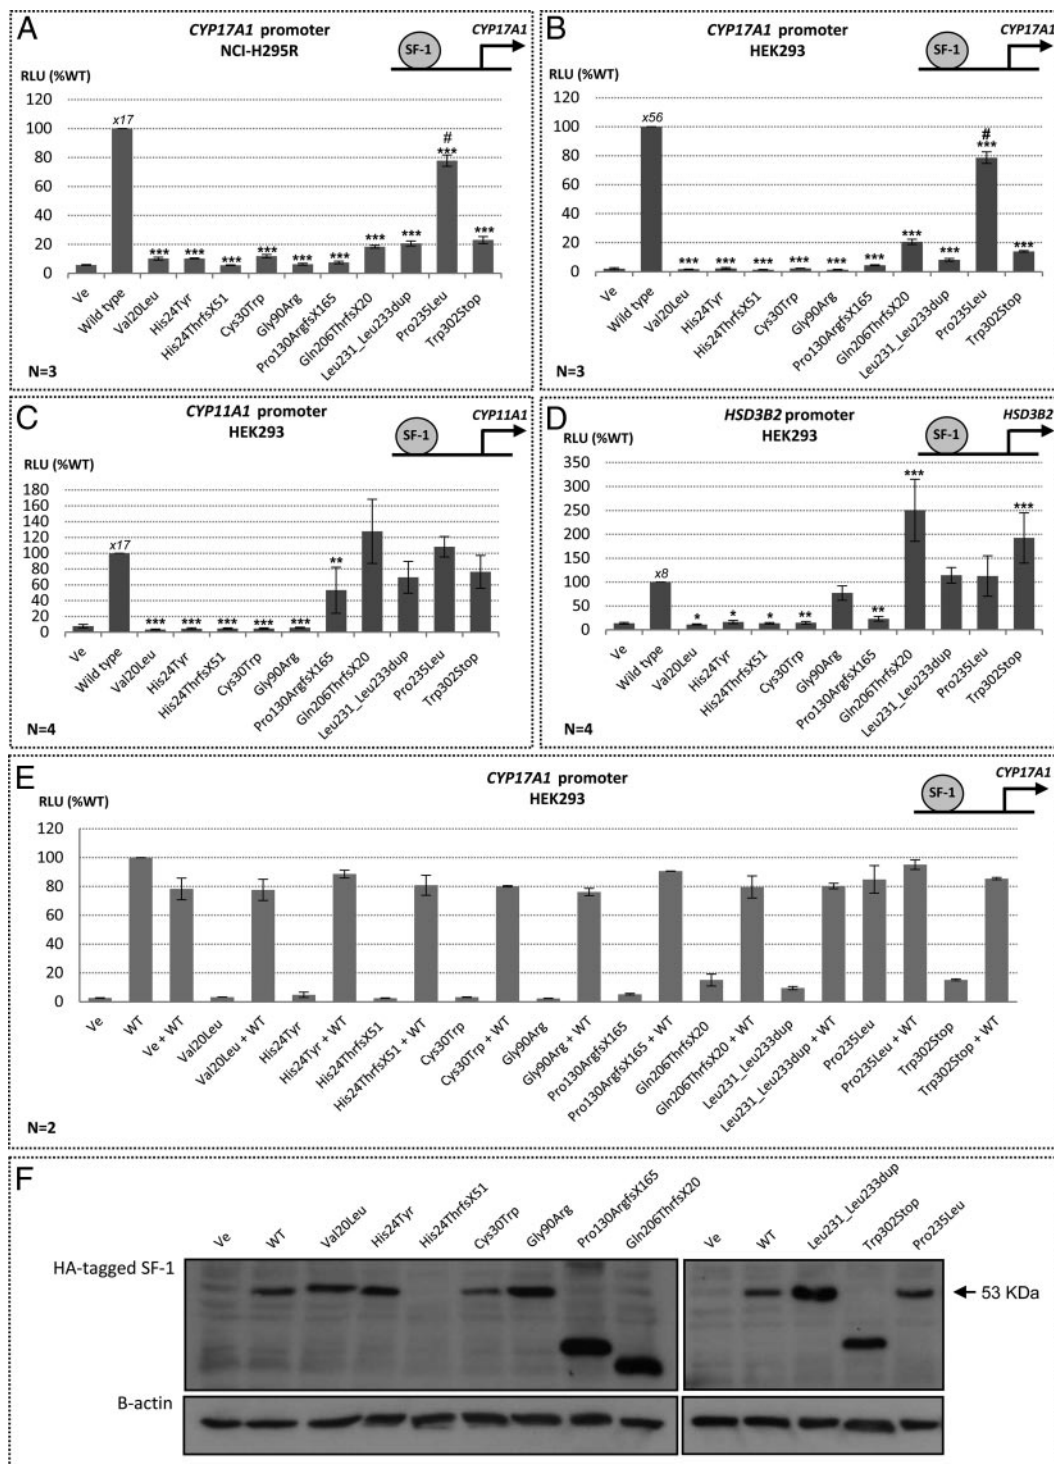 A
CYP17A1 promoter
NCI-H295R
SF-1
CYP17A1
RLU (%WT)
120
100
80
60
40
20
0
x17
***
***
***
***
***
***
***
***
#
***
***
Ve
Wild type
Val20Leu
His24Tyr
His24ThrfsX51
Cys30Trp
Gly90Arg
Pro130ArgfsX165
Gln206ThrfsX20
Leu231_Leu233dup
Pro235Leu
Trp302Stop
N=3
B
CYP17A1 promoter
HEK293
SF-1
CYP17A1
RLU (%WT)
120
100
80
60
40
20
0
x56
***
***
***
***
***
***
***
***
#
***
***
Ve
Wild type
Val20Leu
His24Tyr
His24ThrfsX51
Cys30Trp
Gly90Arg
Pro130ArgfsX165
Gln206ThrfsX20
Leu231_Leu233dup
Pro235Leu
Trp302Stop
N=3
C
CYP11A1 promoter
HEK293
SF-1
CYP11A1
RLU (%WT)
180
160
140
120
100
80
60
40
20
0
x17
***
***
***
***
***
**
Ve
Wild type
Val20Leu
His24Tyr
His24ThrfsX51
Cys30Trp
Gly90Arg
Pro130ArgfsX165
Gln206ThrfsX20
Leu231_Leu233dup
Pro235Leu
Trp302Stop
N=4
D
HSD3B2 promoter
HEK293
SF-1
HSD3B2
RLU (%WT)
350
300
250
200
150
100
50
0
x8
*
*
*
**
**
***
***
Ve
Wild type
Val20Leu
His24Tyr
His24ThrfsX51
Cys30Trp
Gly90Arg
Pro130ArgfsX165
Gln206ThrfsX20
Leu231_Leu233dup
Pro235Leu
Trp302Stop
N=4
E
CYP17A1 promoter
HEK293
SF-1
CYP17A1
RLU (%WT)
120
100
80
60
40
20
0
Ve
WT
Ve + WT
Val20Leu
Val20Leu + WT
His24Tyr
His24Tyr + WT
His24ThrfsX51
His24ThrfsX51 + WT
Cys30Trp
Cys30Trp + WT
Gly90Arg
Gly90Arg + WT
Pro130ArgfsX165
Pro130ArgfsX165 + WT
Gln206ThrfsX20
Gln206ThrfsX20 + WT
Leu231_Leu233dup
Leu231_Leu233dup + WT
Pro235Leu
Pro235Leu + WT
Trp302Stop
Trp302Stop + WT
N=2
F
Ve
WT
Val20Leu
His24Tyr
His24ThrfsX51
Cys30Trp
Gly90Arg
Pro130ArgfsX165
Gln206ThrfsX20
Ve
WT
Leu231_Leu233dup
Trp302Stop
Pro235Leu
HA-tagged SF-1
53 KDa
B-actin